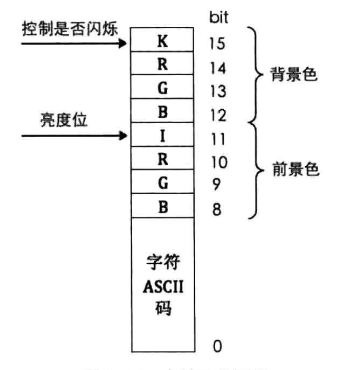 bit
控制是否闪烁
K 15
R 14
G 13
B 12
背景色
亮度位
I 11
R 10
G 9
B 8
前景色
字符
ASCII
码
0